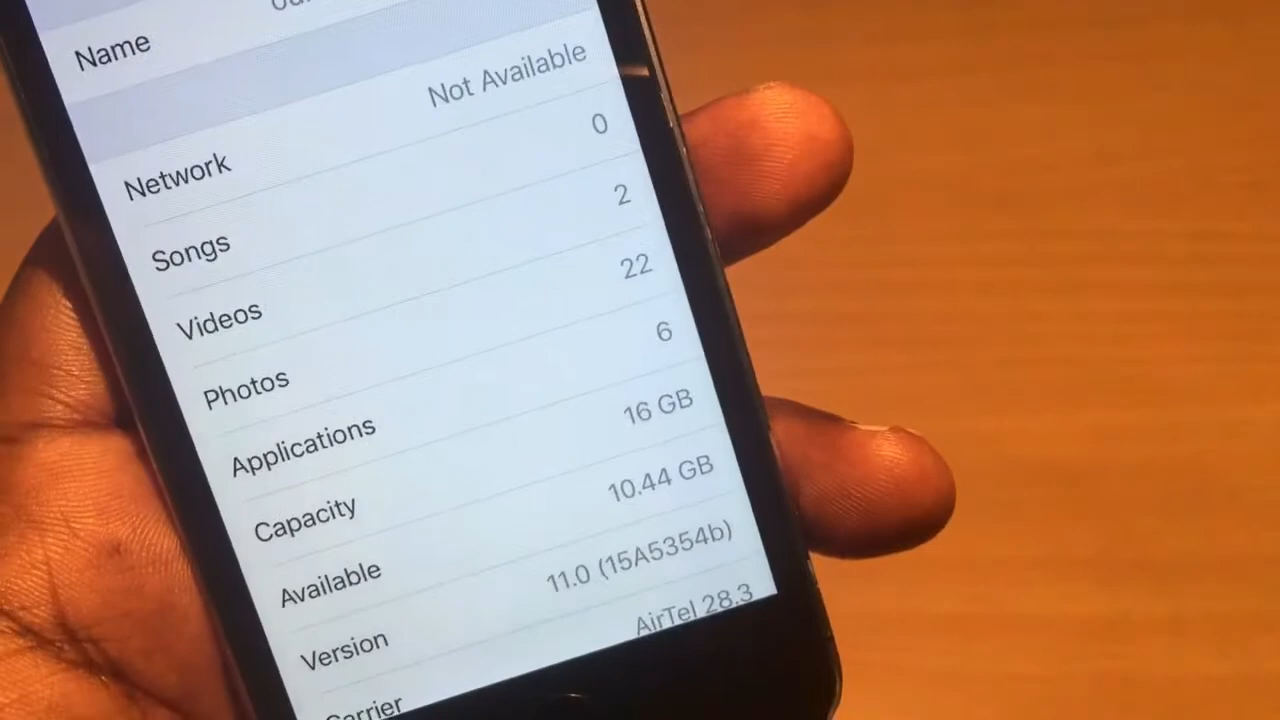 Name
Network Not Available
Songs 0
Videos 2
Photos 22
Applications 6
Capacity 16 GB
Available 10.44 GB
Version 11.0 (15A5354b)
Carrier AirTel 28.3